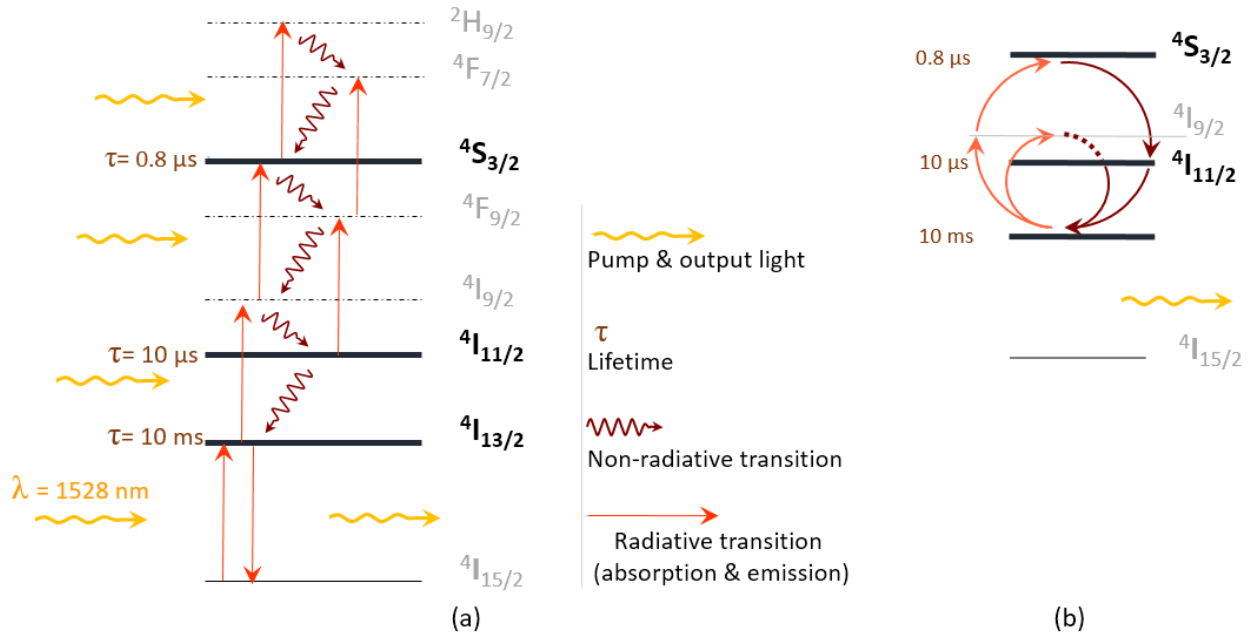 ²H₉/₂
⁴F₇/₂
τ= 0.8 µs
⁴S₃/₂
⁴F₉/₂
⁴I₉/₂
τ= 10 µs
⁴I₁₁/₂
τ= 10 ms
⁴I₁₃/₂
λ = 1528 nm
⁴I₁₅/₂
(a)
Pump & output light
τ
Lifetime
Non-radiative transition
Radiative transition
(absorption & emission)
0.8 µs
⁴S₃/₂
⁴I₉/₂
10 µs
⁴I₁₁/₂
10 ms
⁴I₁₅/₂
(b)